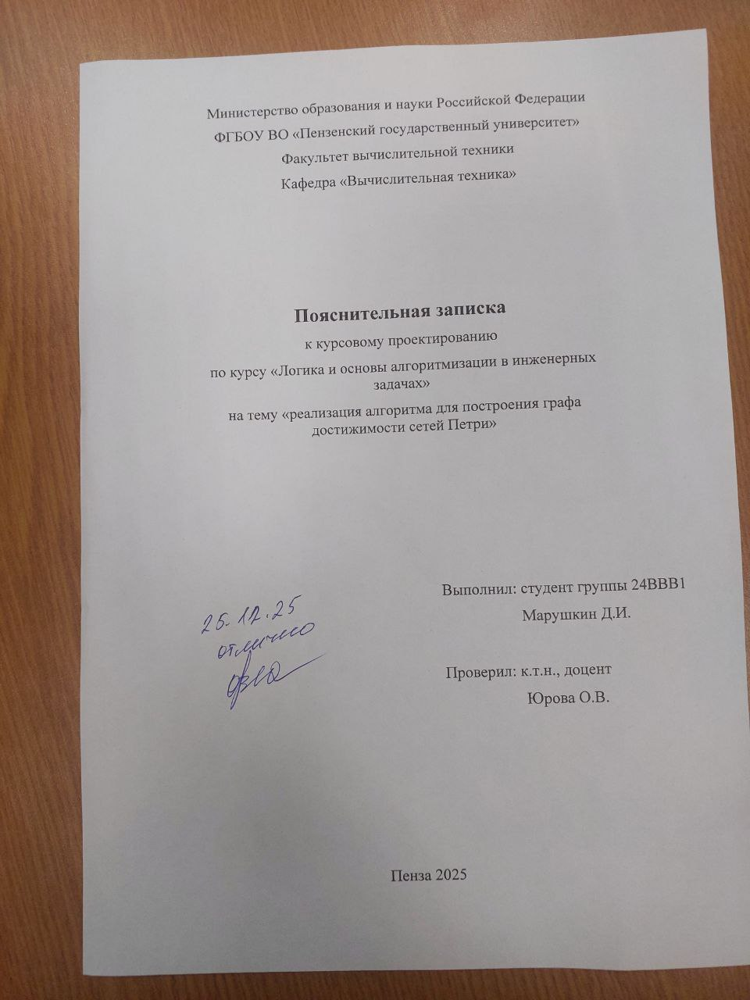 Министерство образования и науки Российской Федерации
ФГБОУ ВО «Пензенский государственный университет»
Факультет вычислительной техники
Кафедра «Вычислительная техника»
Пояснительная записка
к курсовому проектированию
по курсу «Логика и основы алгоритмизации в инженерных
задачах»
на тему «реализация алгоритма для построения графа
достижимости сетей Петри»
Выполнил: студент группы 24ВВВ1
Марушкин Д.И.
25.12.25
отлично
Проверил: к.т.н., доцент
Юрова О.В.
Пенза 2025